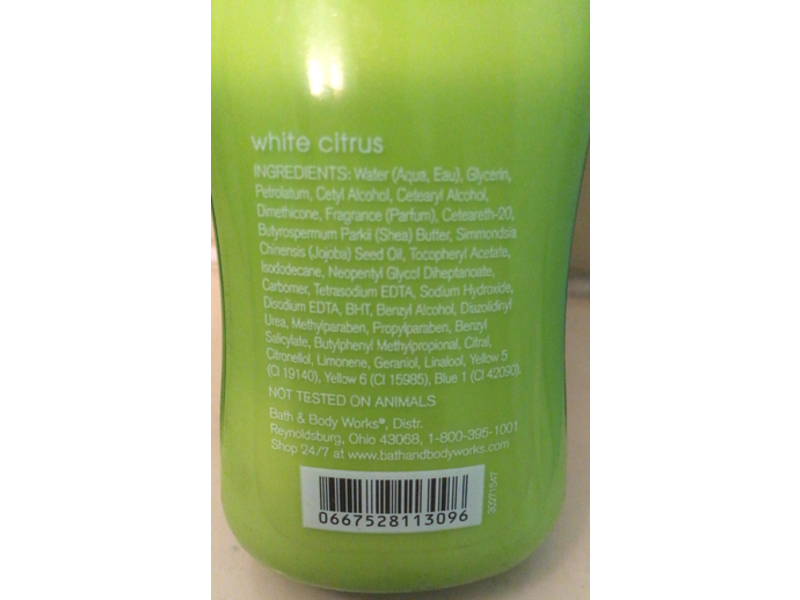 white citrus
INGREDIENTS: Water (Aqua, Eau), Glycerin,
Petrolatum, Cetyl Alcohol, Cetearyl Alcohol,
Dimethicone, Fragrance (Parfum), Ceteareth-20,
Butyrospermum Parkii (Shea) Butter, Simmondsia
Chinensis (Jojoba) Seed Oil, Tocopheryl Acetate,
Isododecane, Neopentyl Glycol Diheptanoate,
Carbomer, Tetrasodium EDTA, Sodium Hydroxide,
Disodium EDTA, BHT, Benzyl Alcohol, Diazolidinyl
Urea, Methylparaben, Propylparaben, Benzyl
Salicylate, Butylphenyl Methylpropional, Citral,
Citronellol, Limonene, Geraniol, Linalool, Yellow 5
(CI 19140), Yellow 6 (CI 15985), Blue 1 (CI 42090).
NOT TESTED ON ANIMALS
Bath & Body Works®, Distr.
Reynoldsburg, Ohio 43068, 1-800-395-1001
Shop 24/7 at www.bathandbodyworks.com
0667528113096
30271547